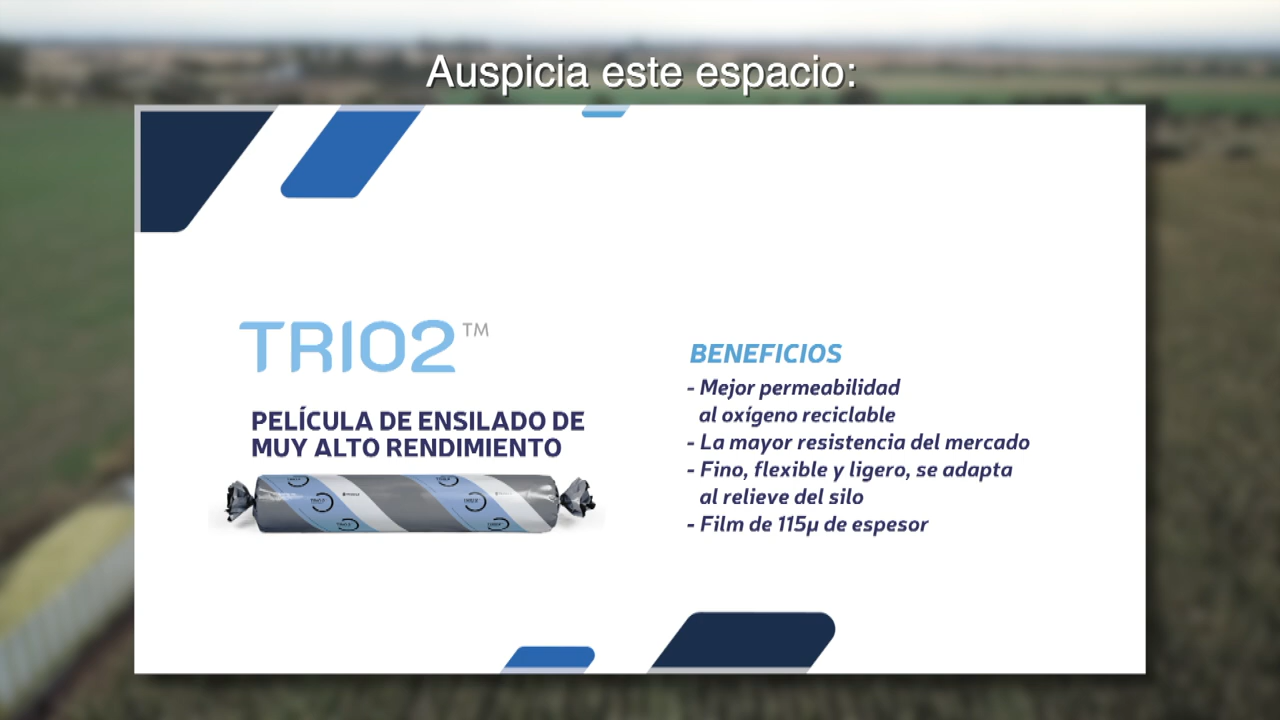 Auspicia este espacio:
TRIO2™
PELÍCULA DE ENSILADO DE
MUY ALTO RENDIMIENTO
BENEFICIOS
- Mejor permeabilidad
al oxígeno reciclable
- La mayor resistencia del mercado
- Fino, flexible y ligero, se adapta
al relieve del silo
- Film de 115µ de espesor